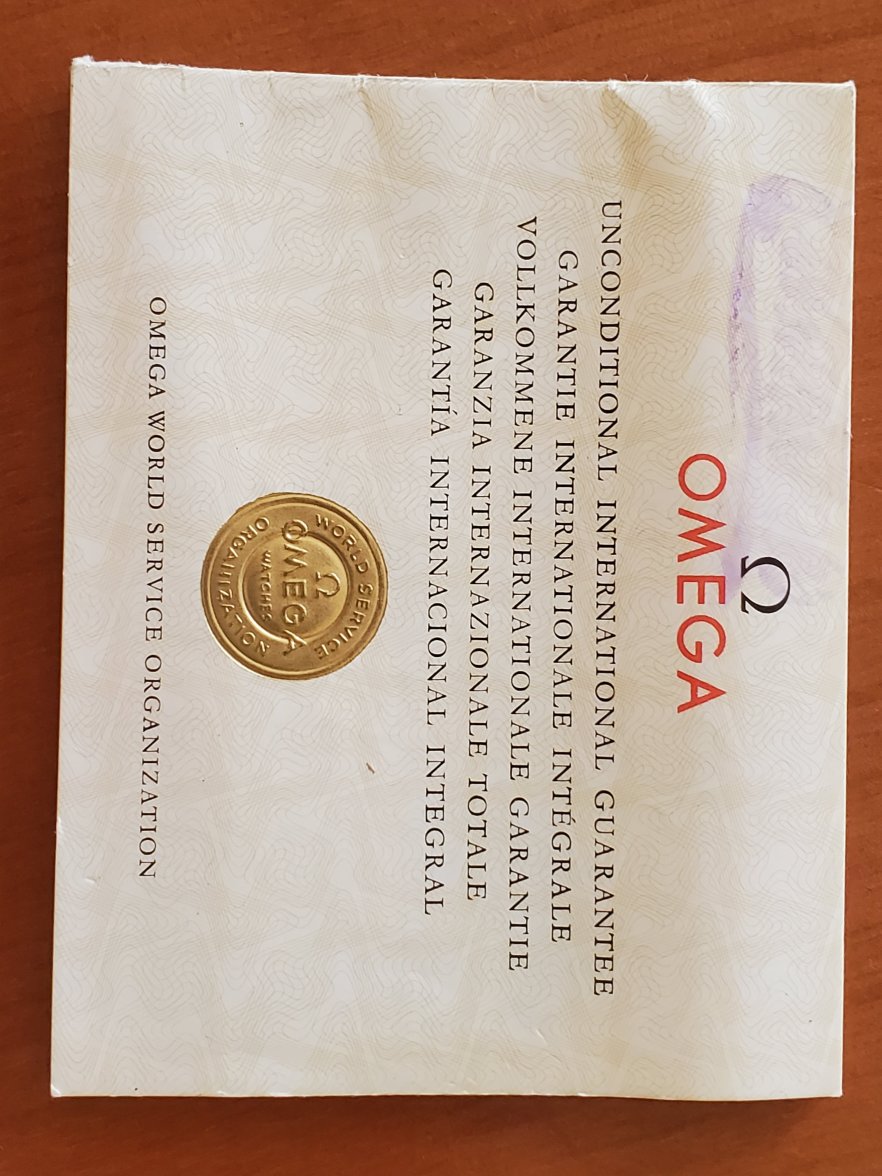 Ω
OMEGA
UNCONDITIONAL INTERNATIONAL GUARANTEE
GARANTIE INTERNATIONALE INTÉGRALE
VOLLKOMMENE INTERNATIONALE GARANTIE
GARANZIA INTERNAZIONALE TOTALE
GARANTÍA INTERNACIONAL INTEGRAL
WORLD SERVICE
Ω
OMEGA
WATCHES
ORGANIZATION
OMEGA WORLD SERVICE ORGANIZATION